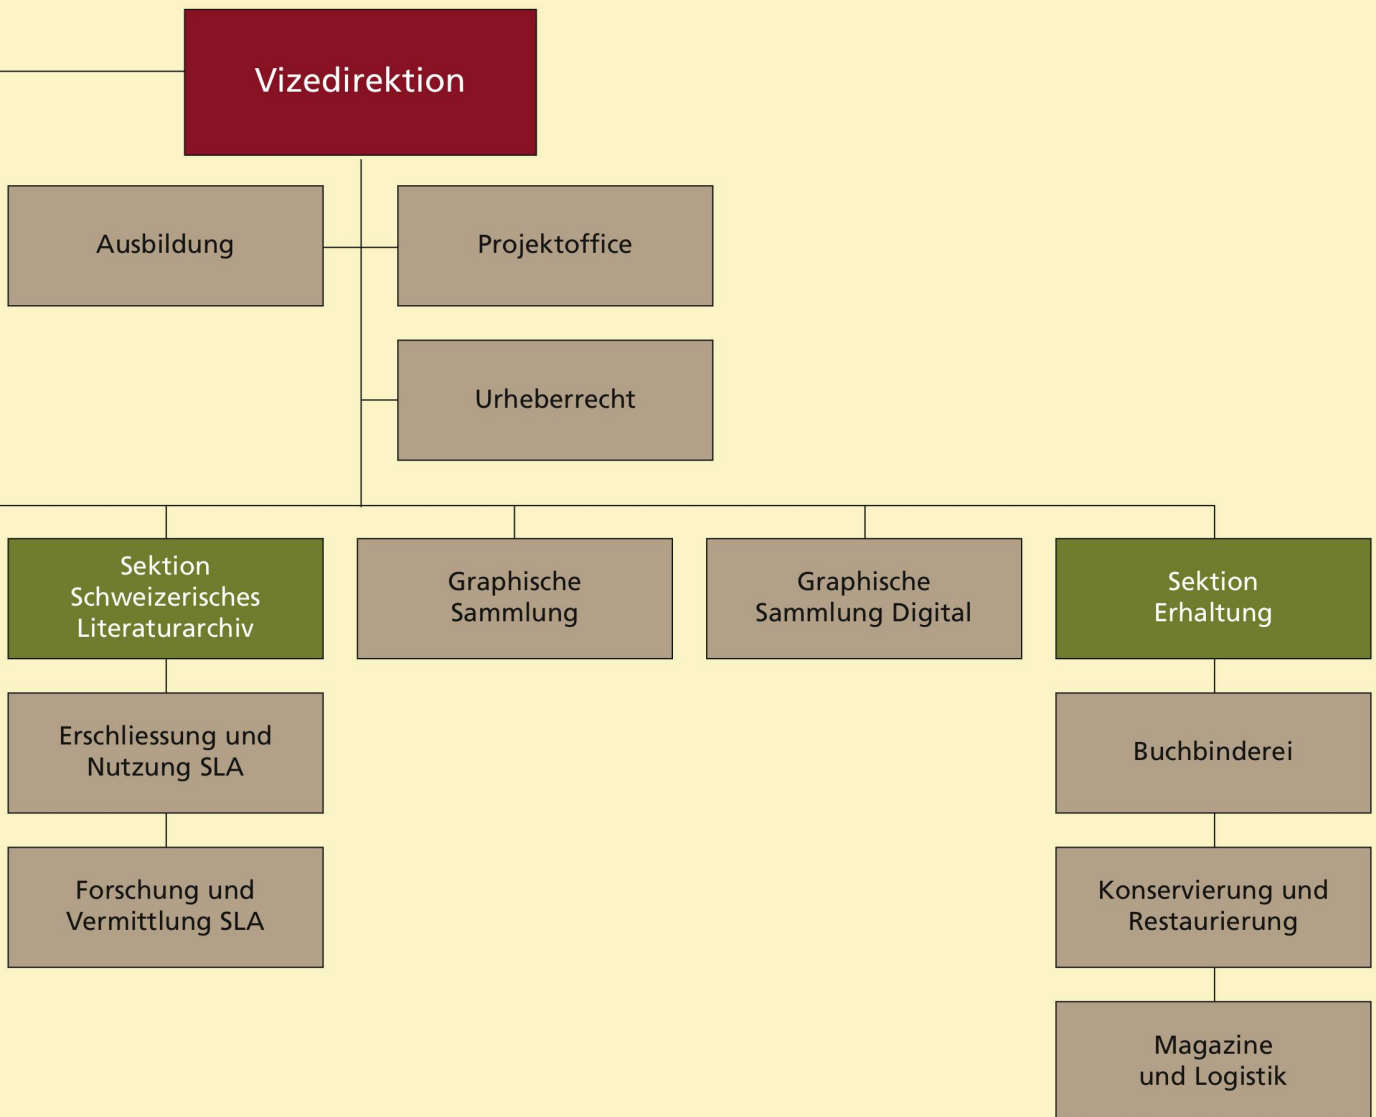 Vizedirektion
Ausbildung
Projektoffice
Urheberrecht
Sektion
Schweizerisches
Literaturarchiv
Graphische
Sammlung
Graphische
Sammlung Digital
Sektion
Erhaltung
Erschliessung und
Nutzung SLA
Buchbinderei
Forschung und
Vermittlung SLA
Konservierung und
Restaurierung
Magazine
und Logistik